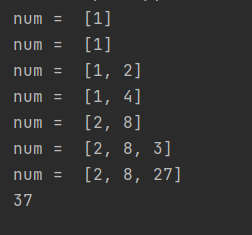 num =  [1]
num =  [1]
num =  [1, 2]
num =  [1, 4]
num =  [2, 8]
num =  [2, 8, 3]
num =  [2, 8, 27]
37